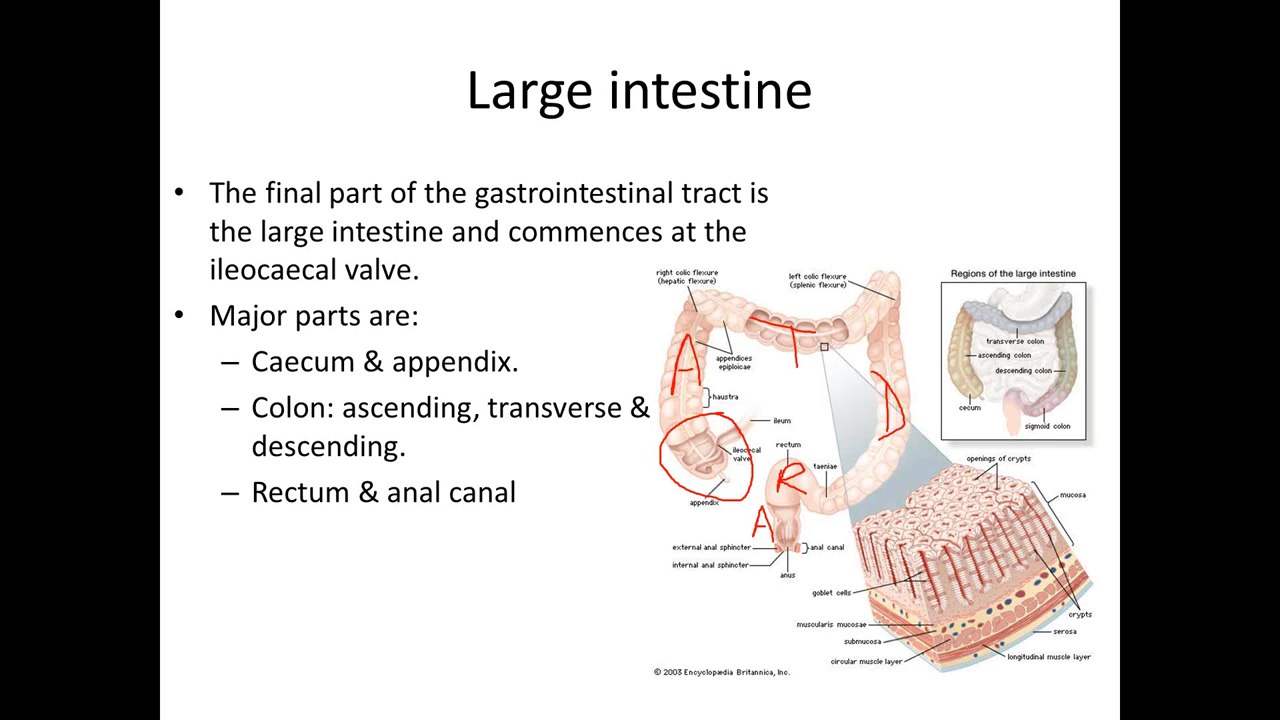 Large intestine
• The final part of the gastrointestinal tract is
the large intestine and commences at the
ileocaecal valve.
• Major parts are:
– Caecum & appendix.
– Colon: ascending, transverse &
descending.
– Rectum & anal canal
right colic flexure
(hepatic flexure)
left colic flexure
(splenic flexure)
T
A
appendices
epiploicae
haustra
D
ileum
ileocecal
valve
rectum
taeniae
R
appendix
A
external anal sphincter
anal canal
internal anal sphincter
anus
Regions of the large intestine
transverse colon
ascending colon
descending colon
cecum
sigmoid colon
openings of crypts
mucosa
goblet cells
crypts
muscularis mucosae
serosa
submucosa
longitudinal muscle layer
circular muscle layer
© 2003 Encyclopædia Britannica, Inc.